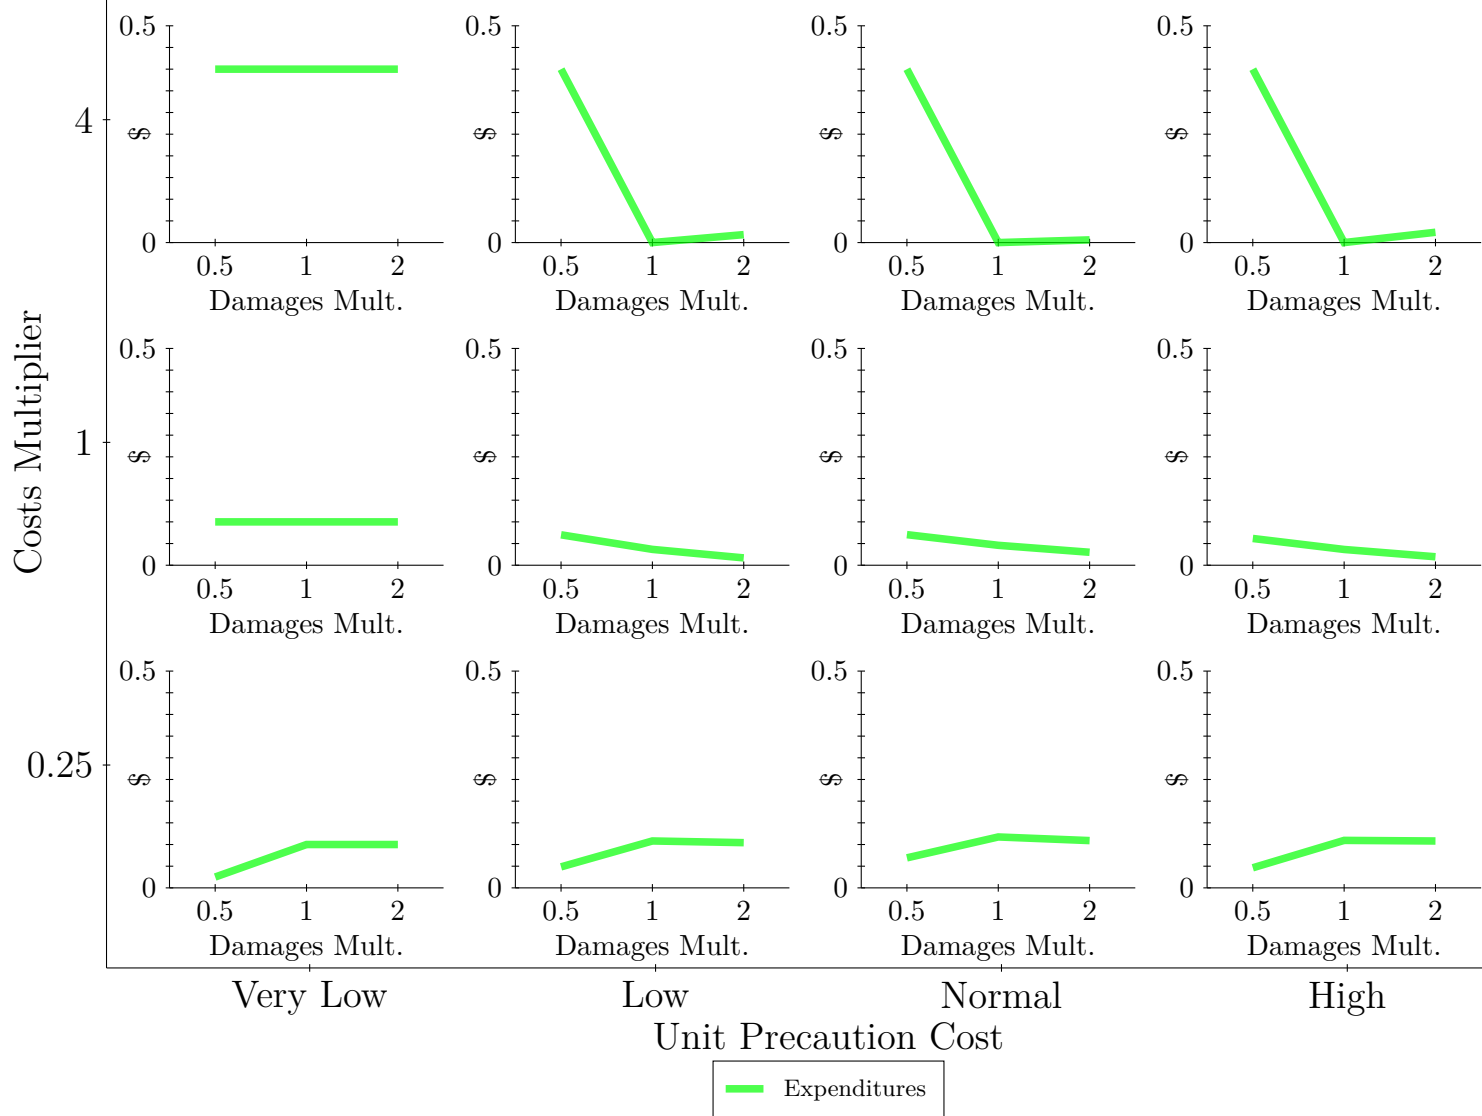 0.5 0.5 0.5 0.5
4 $ $ $ $
0 0 0 0
0.5 1 2 0.5 1 2 0.5 1 2 0.5 1 2
Damages Mult. Damages Mult. Damages Mult. Damages Mult.
Costs Multiplier
0.5 0.5 0.5 0.5
1 $ $ $ $
0 0 0 0
0.5 1 2 0.5 1 2 0.5 1 2 0.5 1 2
Damages Mult. Damages Mult. Damages Mult. Damages Mult.
0.5 0.5 0.5 0.5
0.25 $ $ $ $
0 0 0 0
0.5 1 2 0.5 1 2 0.5 1 2 0.5 1 2
Damages Mult. Damages Mult. Damages Mult. Damages Mult.
Very Low Low Normal High
Unit Precaution Cost
Expenditures